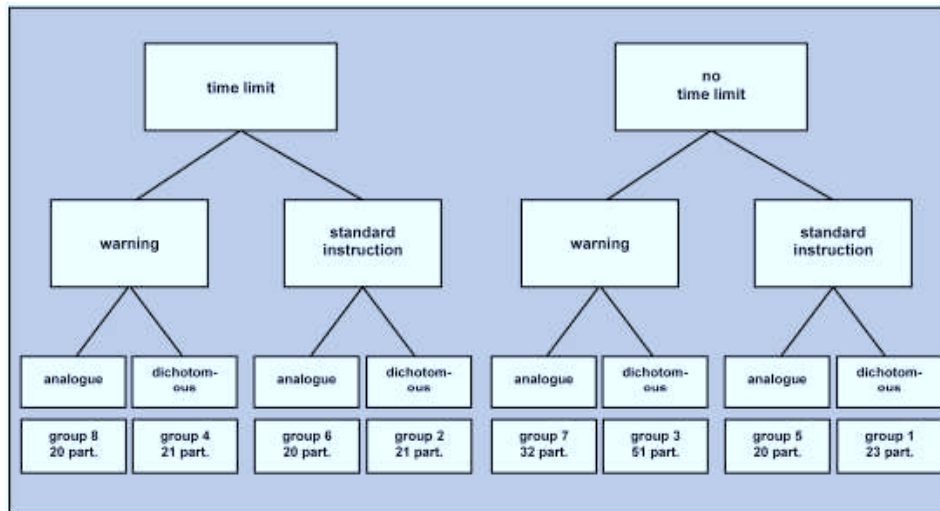 time limit
no
time limit
warning
standard
instruction
warning
standard
instruction
analogue
dichotom-
ous
analogue
dichotom-
ous
analogue
dichotom-
ous
analogue
dichotom-
ous
group 8
20 part.
group 4
21 part.
group 6
20 part.
group 2
21 part.
group 7
32 part.
group 3
51 part.
group 5
20 part.
group 1
23 part.